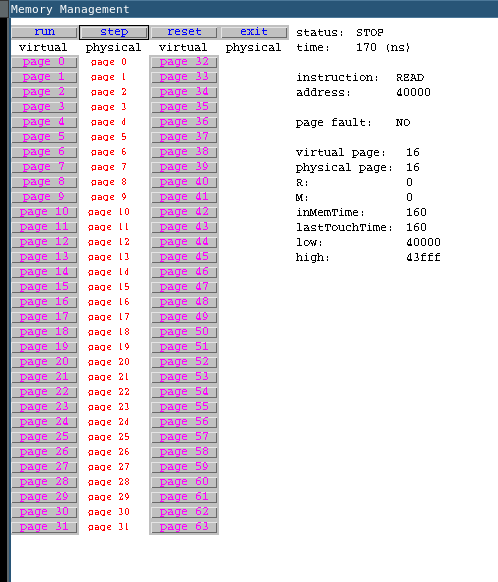 Memory Management
run step reset exit
virtual physical virtual physical
page 0 page 0 page 32
page 1 page 1 page 33
page 2 page 2 page 34
page 3 page 3 page 35
page 4 page 4 page 36
page 5 page 5 page 37
page 6 page 6 page 38
page 7 page 7 page 39
page 8 page 8 page 40
page 9 page 9 page 41
page 10 page 10 page 42
page 11 page 11 page 43
page 12 page 12 page 44
page 13 page 13 page 45
page 14 page 14 page 46
page 15 page 15 page 47
page 16 page 16 page 48
page 17 page 17 page 49
page 18 page 18 page 50
page 19 page 19 page 51
page 20 page 20 page 52
page 21 page 21 page 53
page 22 page 22 page 54
page 23 page 23 page 55
page 24 page 24 page 56
page 25 page 25 page 57
page 26 page 26 page 58
page 27 page 27 page 59
page 28 page 28 page 60
page 29 page 29 page 61
page 30 page 30 page 62
page 31 page 31 page 63
status: STOP
time: 170 (ns)
instruction: READ
address: 40000
page fault: NO
virtual page: 16
physical page: 16
R: 0
M: 0
inMemTime: 160
lastTouchTime: 160
low: 40000
high: 43fff